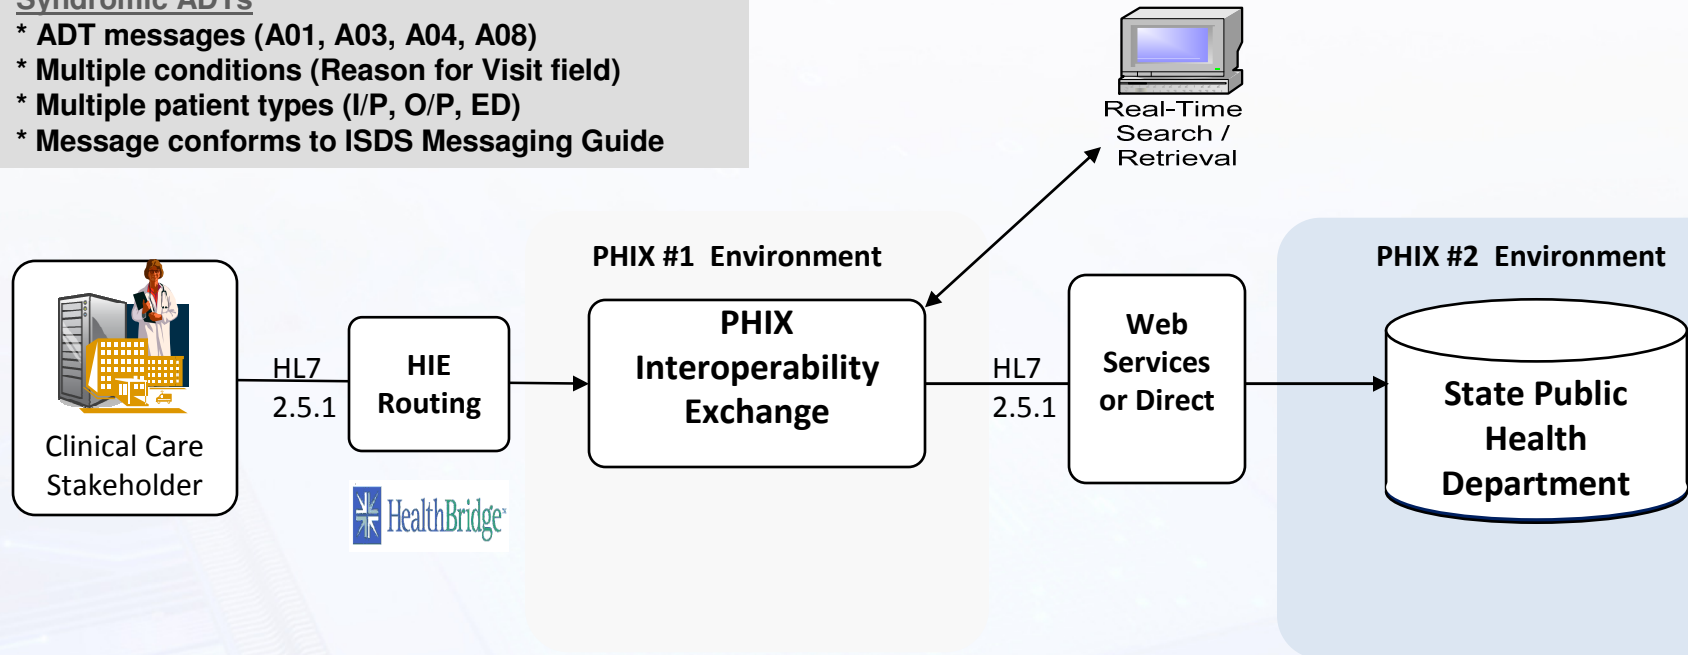 Syndromic ADTs
* ADT messages (A01, A03, A04, A08)
* Multiple conditions (Reason for Visit field)
* Multiple patient types (I/P, O/P, ED)
* Message conforms to ISDS Messaging Guide
Real-Time
Search /
Retrieval
PHIX #1 Environment
PHIX #2 Environment
Clinical Care
Stakeholder
HL7
2.5.1
HIE
Routing
HealthBridge
PHIX
Interoperability
Exchange
HL7
2.5.1
Web
Services
or Direct
State Public
Health
Department